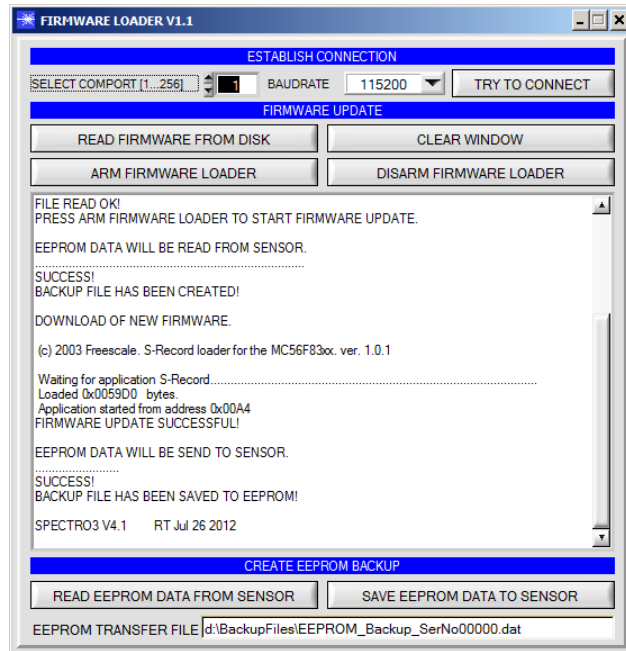 FIRMWARE LOADER V1.1
ESTABLISH CONNECTION
SELECT COMPORT [1...256] 1 BAUDRATE 115200 TRY TO CONNECT
FIRMWARE UPDATE
READ FIRMWARE FROM DISK CLEAR WINDOW
ARM FIRMWARE LOADER DISARM FIRMWARE LOADER
FILE READ OK!
PRESS ARM FIRMWARE LOADER TO START FIRMWARE UPDATE.
EEPROM DATA WILL BE READ FROM SENSOR.
..........................................................................................
SUCCESS!
BACKUP FILE HAS BEEN CREATED!
DOWNLOAD OF NEW FIRMWARE.
(c) 2003 Freescale. S-Record loader for the MC56F83xx. ver. 1.0.1
Waiting for application S-Record.............................................................................................................
Loaded 0x0059D0 bytes.
Application started from address 0x00A4
FIRMWARE UPDATE SUCCESSFUL!
EEPROM DATA WILL BE SEND TO SENSOR.
............................
SUCCESS!
BACKUP FILE HAS BEEN SAVED TO EEPROM!
SPECTRO3 V4.1 RT Jul 26 2012
CREATE EEPROM BACKUP
READ EEPROM DATA FROM SENSOR SAVE EEPROM DATA TO SENSOR
EEPROM TRANSFER FILE d:\BackupFiles\EEPROM_Backup_SerNo00000.dat